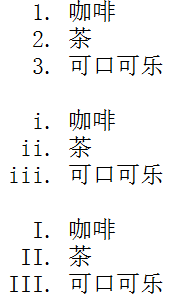 1. 咖啡
2. 茶
3. 可口可乐
i. 咖啡
ii. 茶
iii. 可口可乐
I. 咖啡
II. 茶
III. 可口可乐